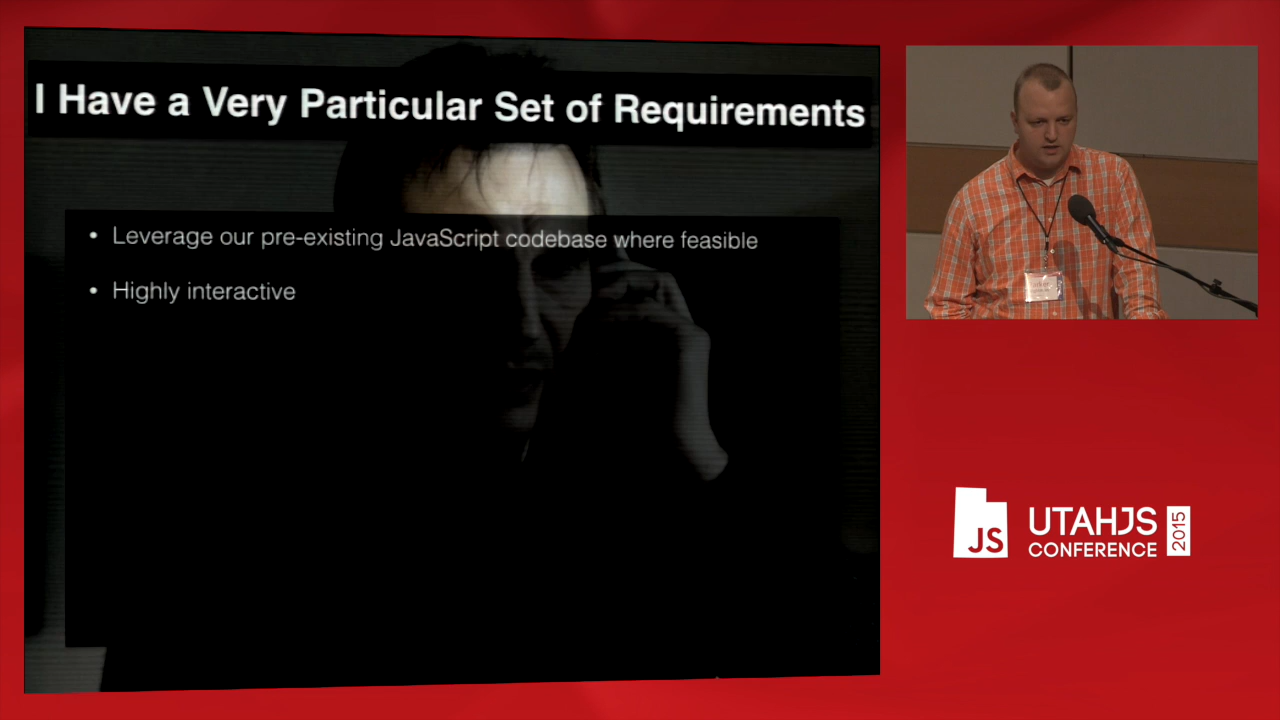 I Have a Very Particular Set of Requirements
• Leverage our pre-existing JavaScript codebase where feasible
• Highly interactive
JS
UTAHJS
CONFERENCE
2015